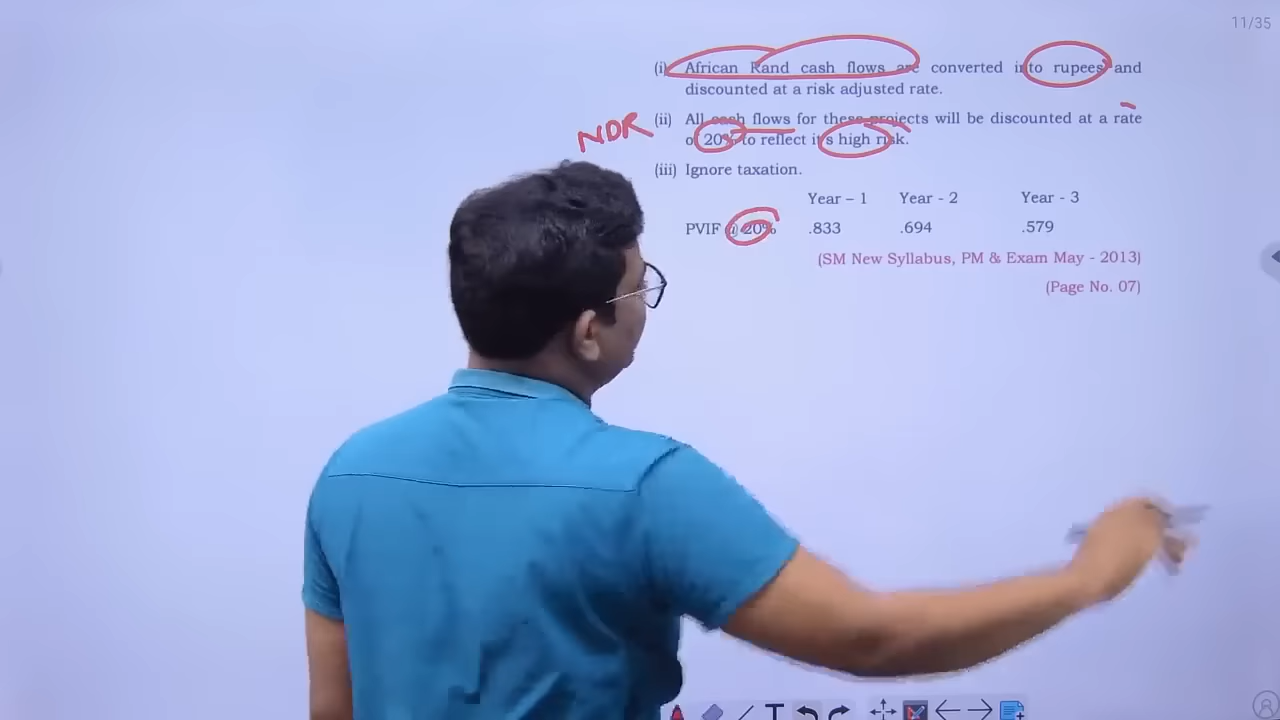 11/35
(i) African Rand cash flows are converted into rupees and
discounted at a risk adjusted rate.
NDR (ii) All cash flows for these projects will be discounted at a rate
of 20% to reflect it's high risk.
(iii) Ignore taxation.
Year – 1 Year - 2 Year - 3
PVIF @ 20% .833 .694 .579
(SM New Syllabus, PM & Exam May - 2013)
(Page No. 07)
T